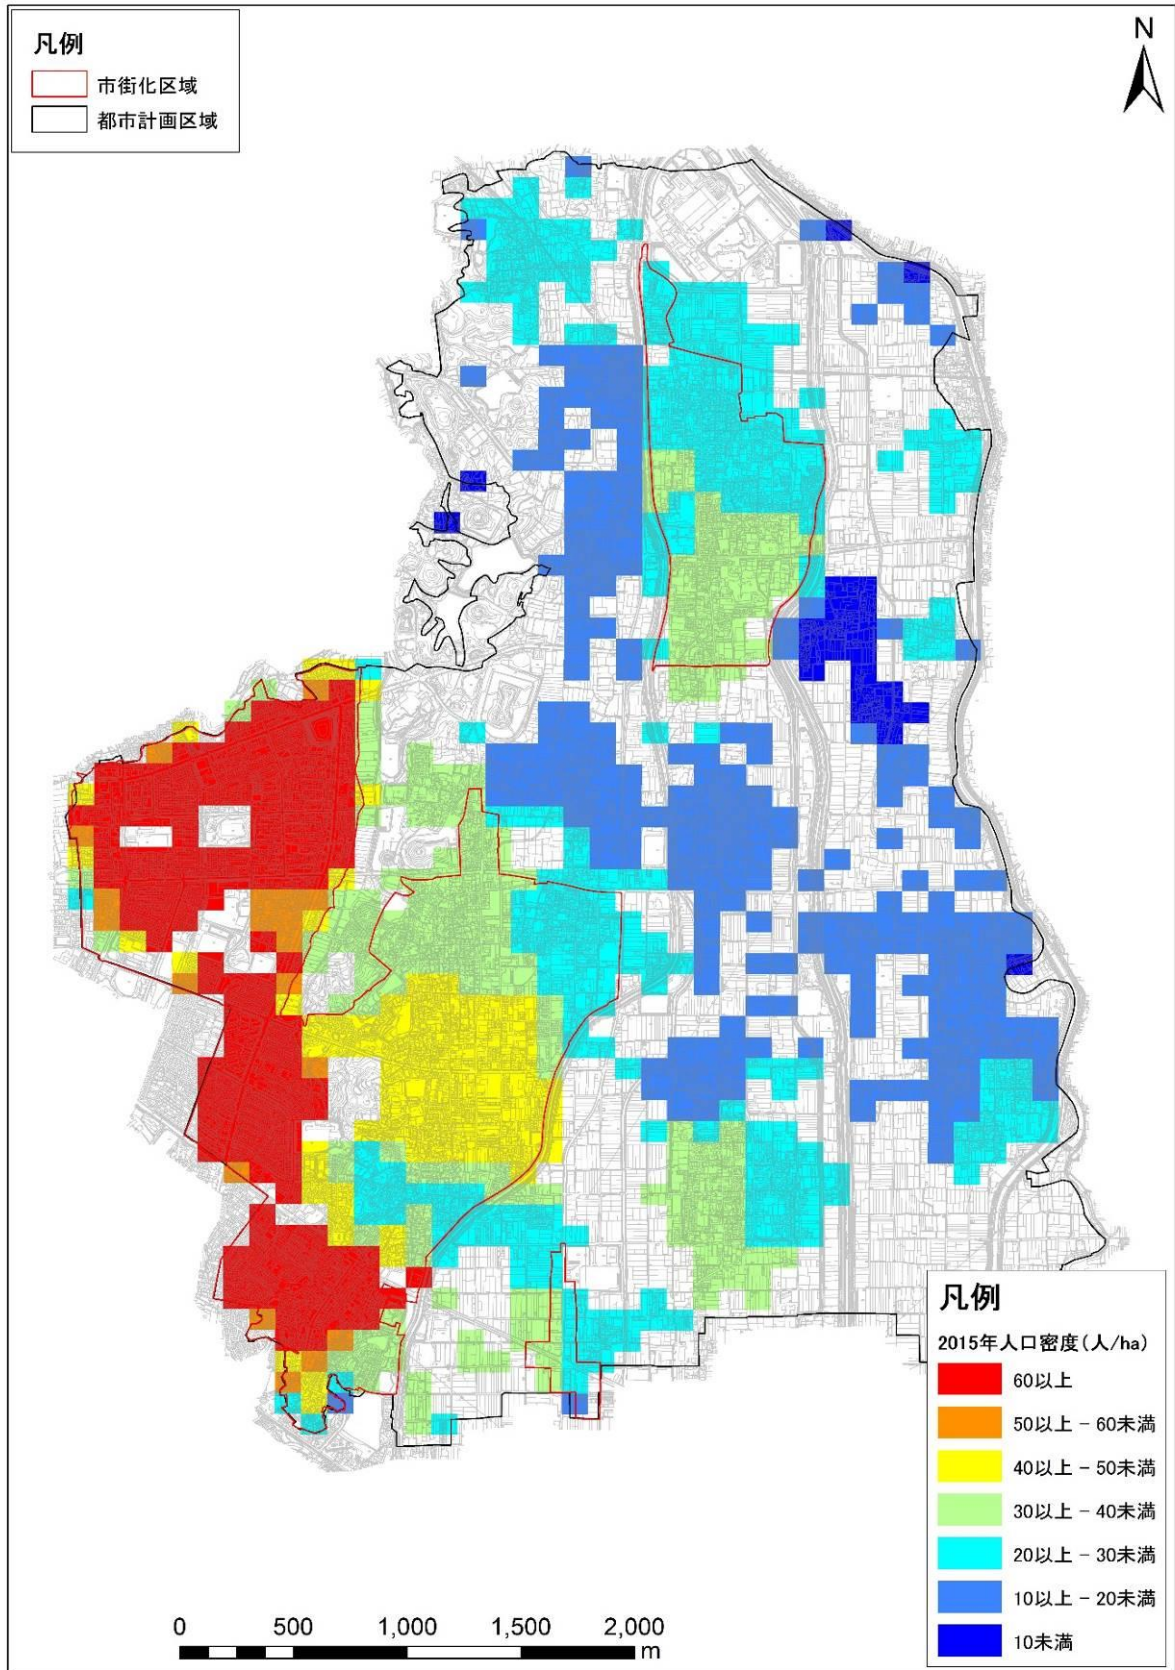 凡例
市街化区域
都市計画区域
N
凡例
2015年人口密度(人/ha)
60以上
50以上 - 60未満
40以上 - 50未満
30以上 - 40未満
20以上 - 30未満
10以上 - 20未満
10未満
0 500 1,000 1,500 2,000
m